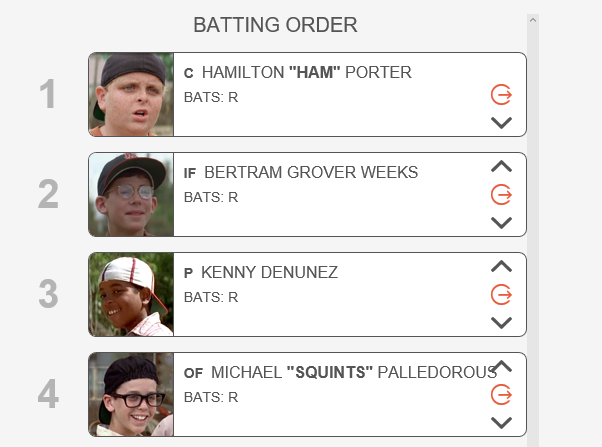 BATTING ORDER
1
C HAMILTON "HAM" PORTER
BATS: R
2
IF BERTRAM GROVER WEEKS
BATS: R
3
P KENNY DENUNEZ
BATS: R
4
OF MICHAEL "SQUINTS" PALLEDOROUS
BATS: R